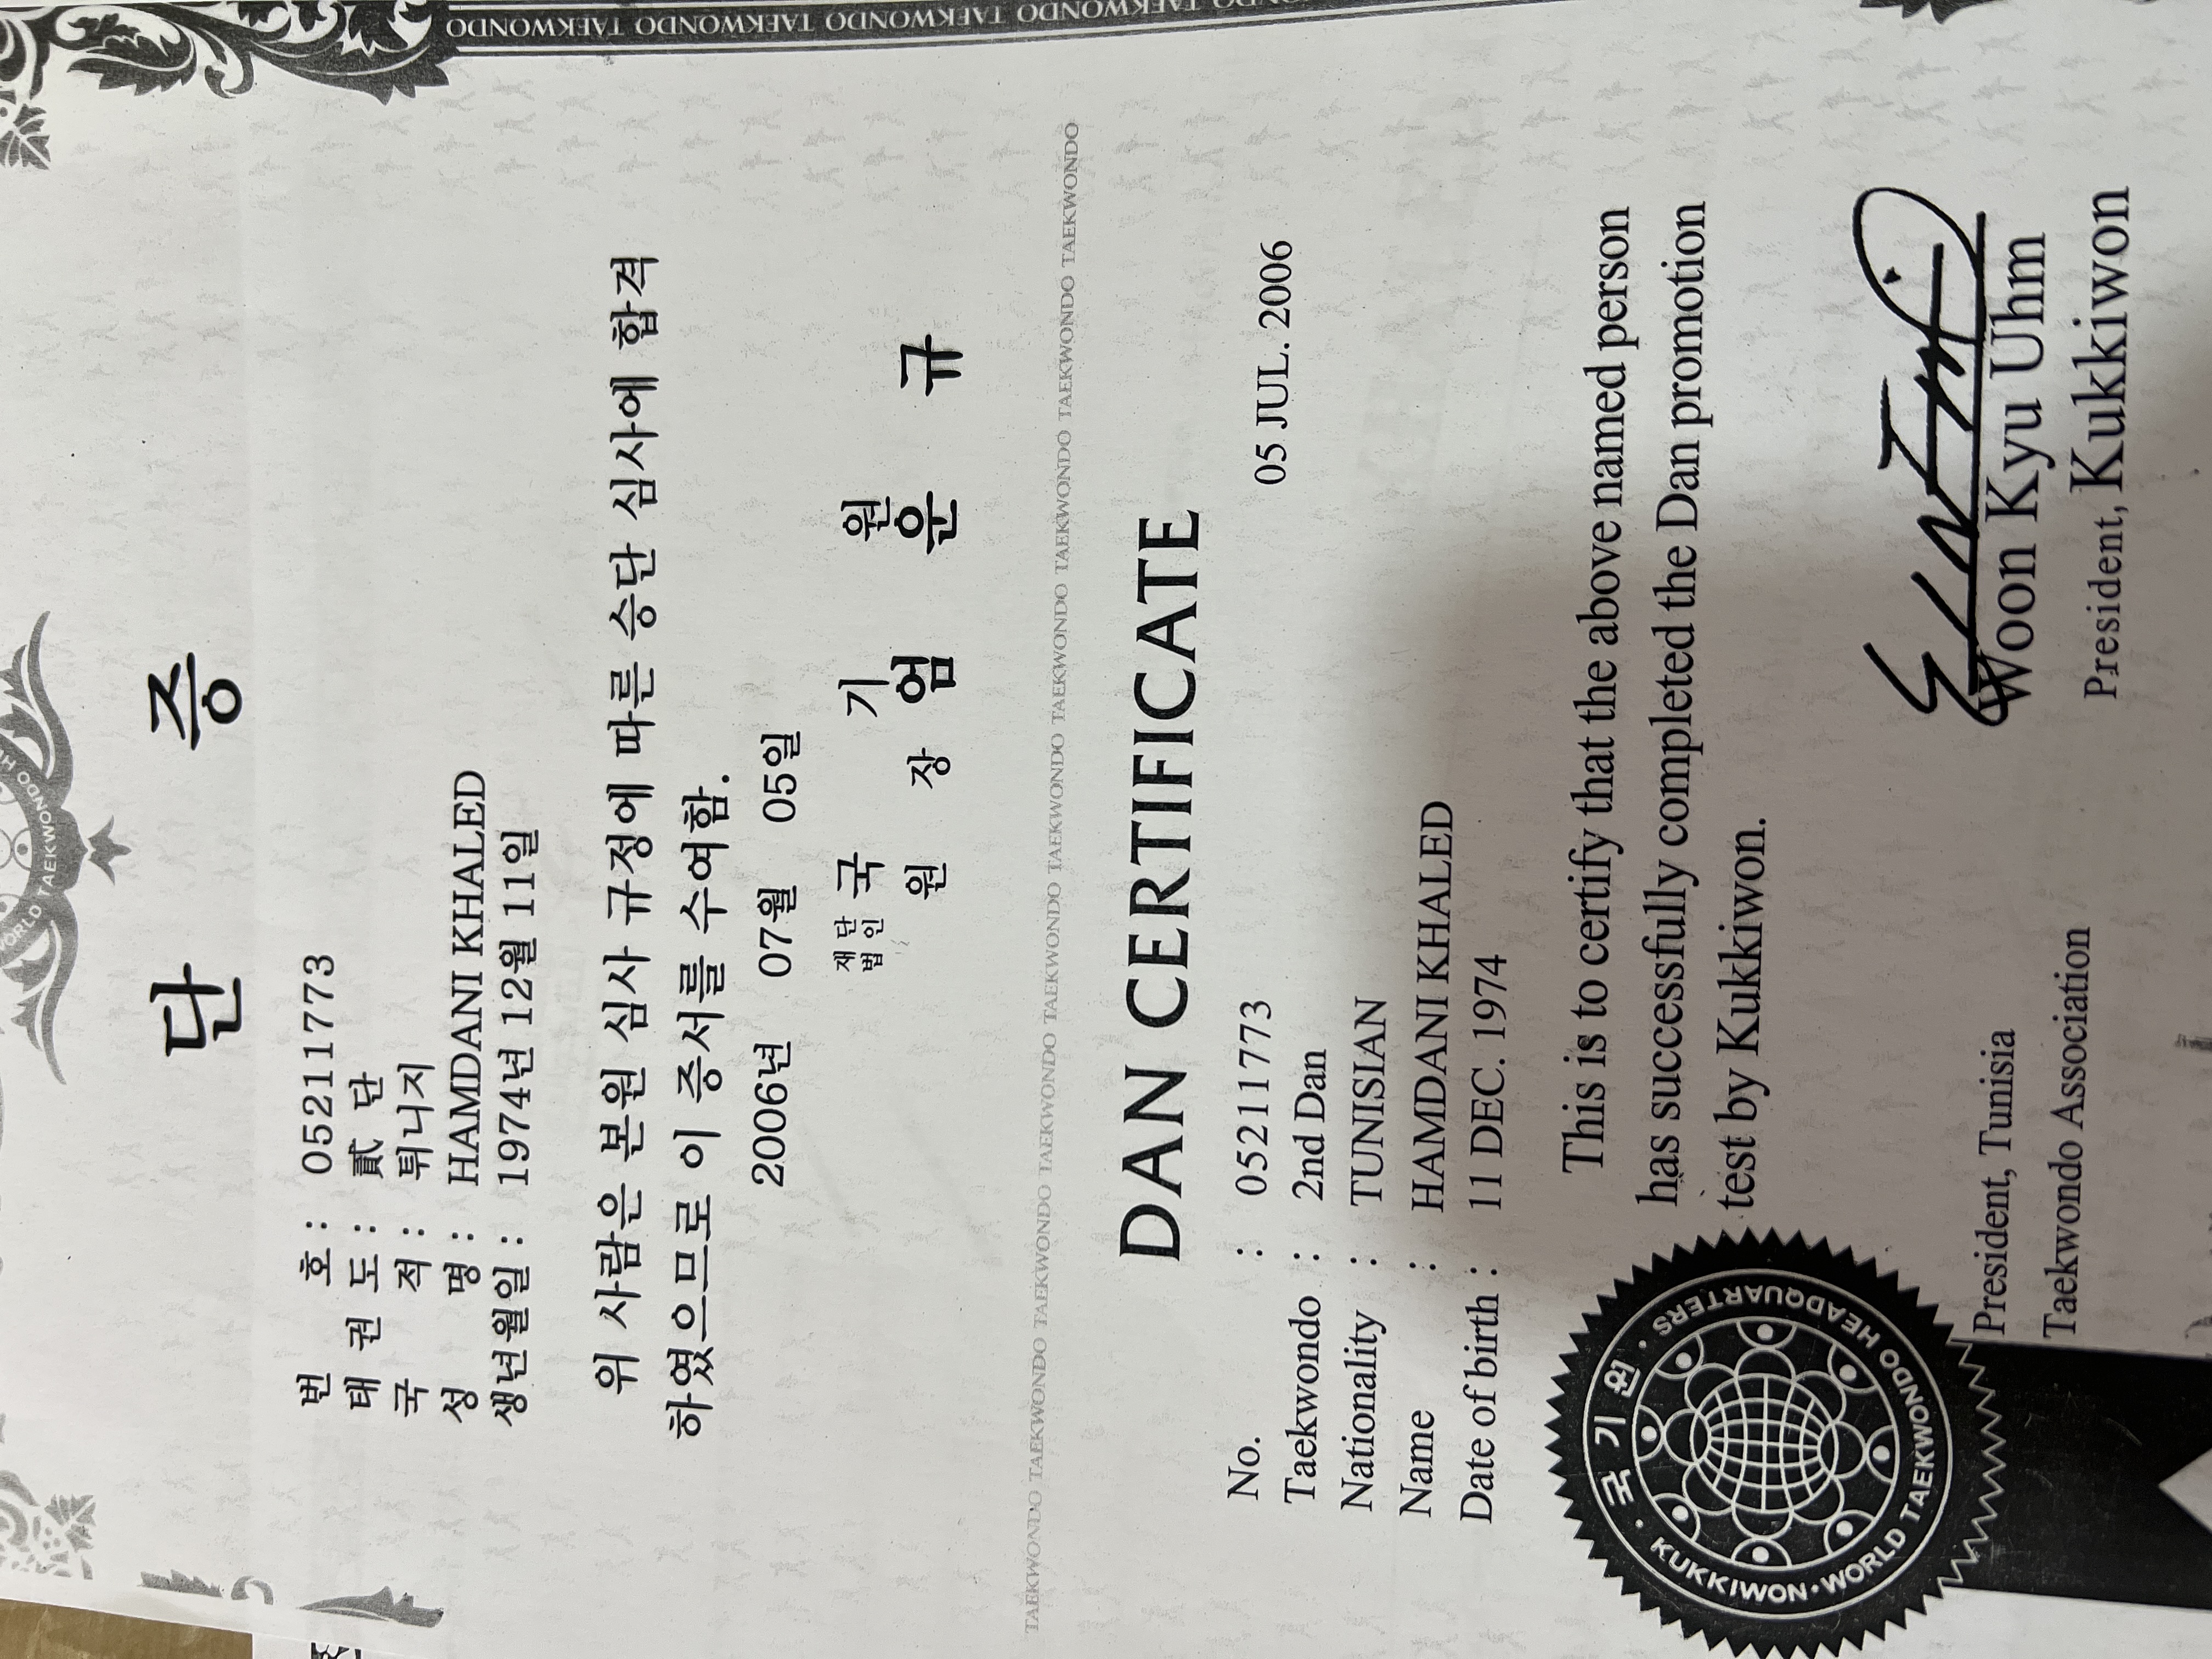 TAEKWONDO TAEKWONDO TAEKWONDO TAEKWONDO
WORLD TAEKWONDO
단 증
번 호 : 05211773
태 권 도 : 貳 단
국 적 : 튀니지
성 명 : HAMDANI KHALED
생년월일 : 1974년 12월 11일
위 사람은 본원 심사 규정에 따른 승단 심사에 합격
하였으므로 이 증서를 수여함.
2006년 07월 05일
재단
법인 국 기 원
원 장 엄 운 규
TAEKWONDO TAEKWONDO TAEKWONDO TAEKWONDO TAEKWONDO TAEKWONDO TAEKWONDO TAEKWONDO TAEKWONDO TAEKWONDO
DAN CERTIFICATE
No. : 05211773 05 JUL. 2006
Taekwondo : 2nd Dan
Nationality : TUNISIAN
Name : HAMDANI KHALED
Date of birth : 11 DEC. 1974
This is to certify that the above named person
has successfully completed the Dan promotion
test by Kukkiwon.
국기원 · KUKKIWON · WORLD TAEKWONDO HEADQUARTERS ·
President, Tunisia
Taekwondo Association
Woon Kyu Uhm
President, Kukkiwon